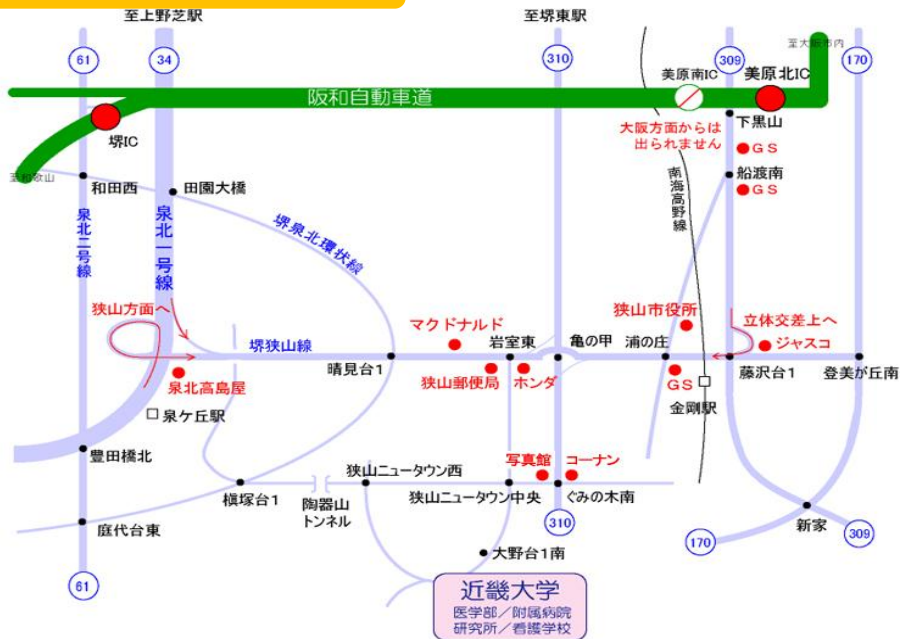 至上野芝駅
至堺東駅
至大阪市内
61
34
310
309
170
美原南IC
美原北IC
阪和自動車道
堺IC
大阪方面からは
出られません
下黒山
GS
至和歌山
和田西
田園大橋
船渡南
GS
南海高野線
泉北二号線
泉北一号線
堺泉北環状線
狭山方面へ
マクドナルド
狭山市役所
立体交差上へ
ジャスコ
堺狭山線
岩室東
亀の甲
浦の庄
晴見台1
狭山郵便局
ホンダ
GS
藤沢台1
登美が丘南
泉北高島屋
金剛駅
泉ケ丘駅
豊田橋北
狭山ニュータウン西
写真館
コーナン
槇塚台1
陶器山
トンネル
狭山ニュータウン中央
ぐみの木南
新家
庭代台東
310
170
309
大野台1南
61
近畿大学
医学部/附属病院
研究所/看護学校